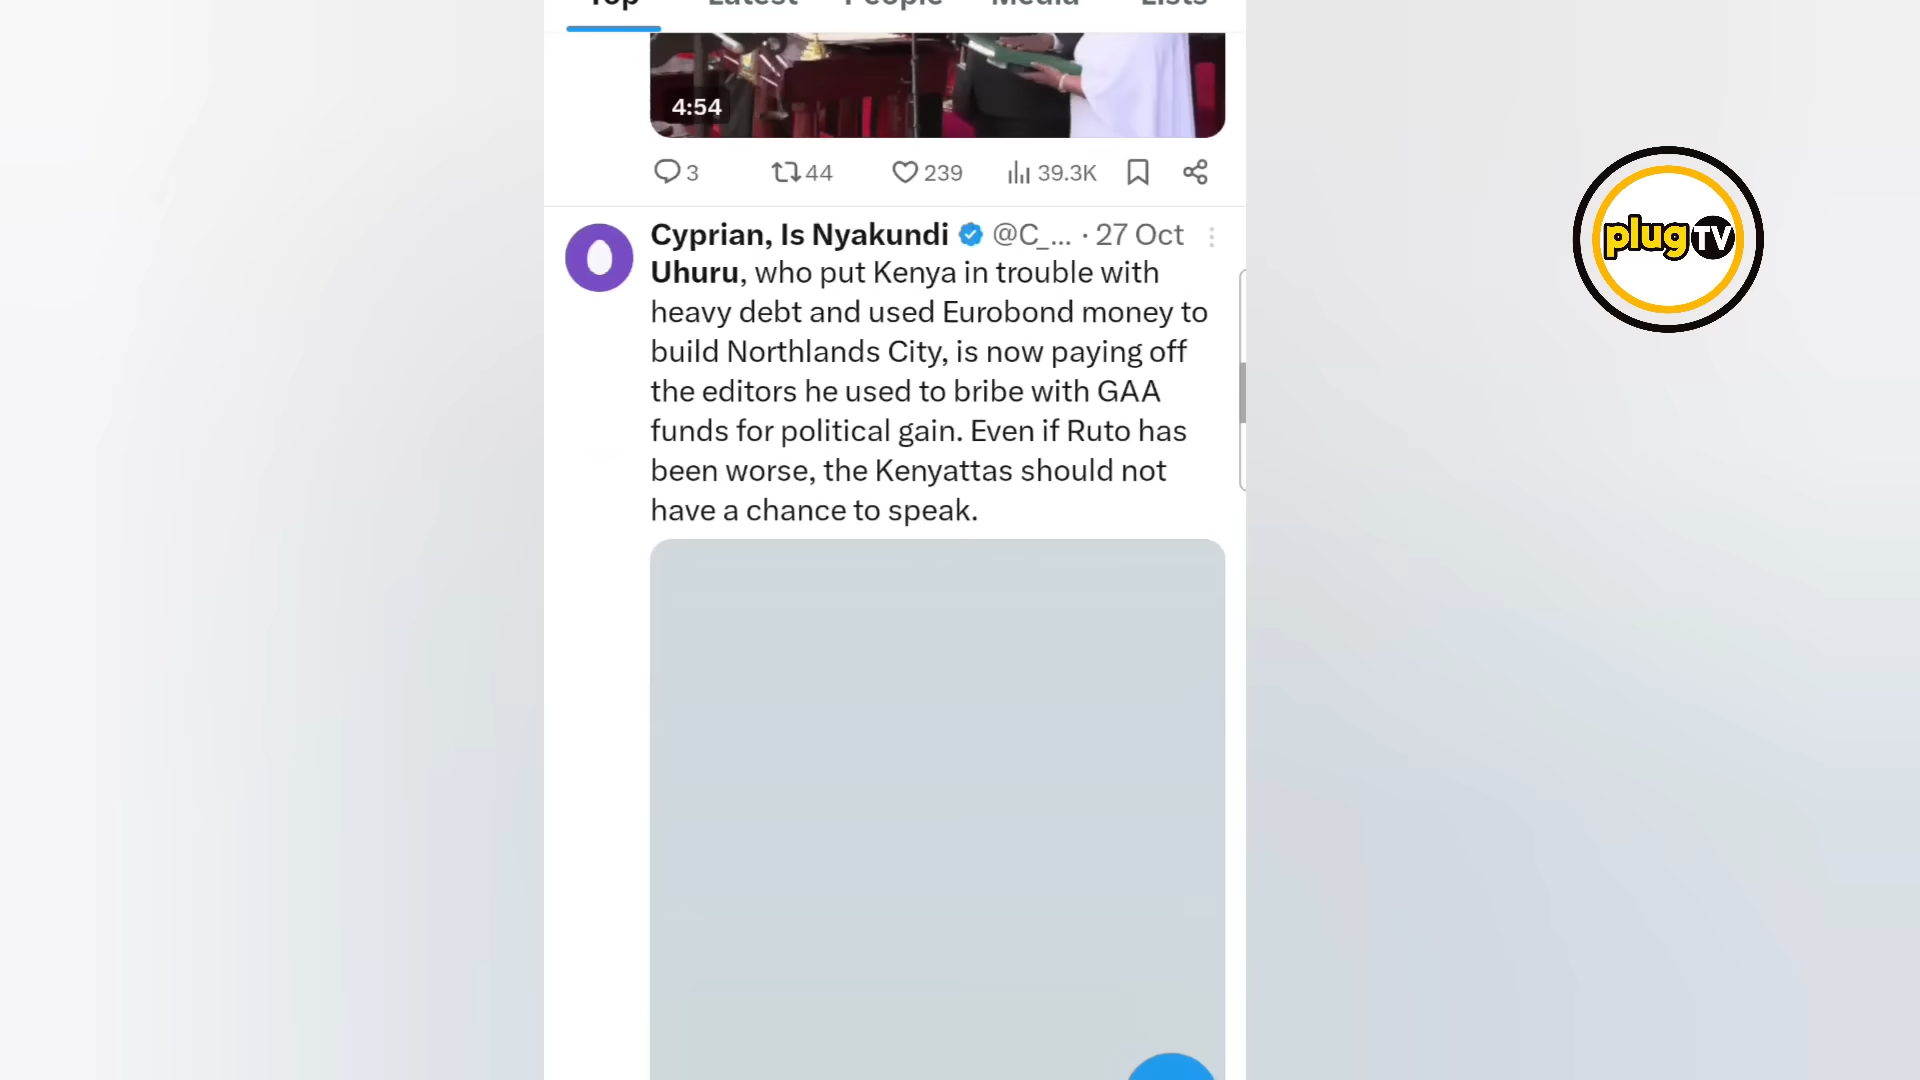 Top Latest People Media Lists
4:54
3 44 239 39.3K
Cyprian, Is Nyakundi @C_... · 27 Oct
Uhuru, who put Kenya in trouble with
heavy debt and used Eurobond money to
build Northlands City, is now paying off
the editors he used to bribe with GAA
funds for political gain. Even if Ruto has
been worse, the Kenyattas should not
have a chance to speak.
plug TV